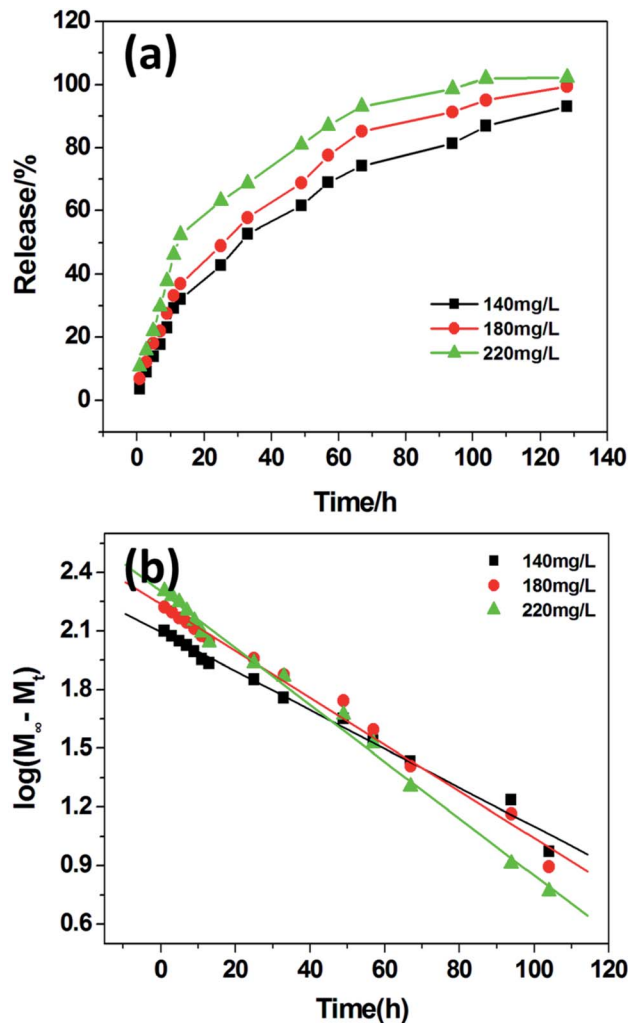 (a)
120
100
80
60
40
20
0
Release/%
140mg/L
180mg/L
220mg/L
0 20 40 60 80 100 120 140
Time/h
(b)
2.4
2.1
1.8
1.5
1.2
0.9
0.6
log(M∞- Mt)
140mg/L
180mg/L
220mg/L
0 20 40 60 80 100 120
Time(h)